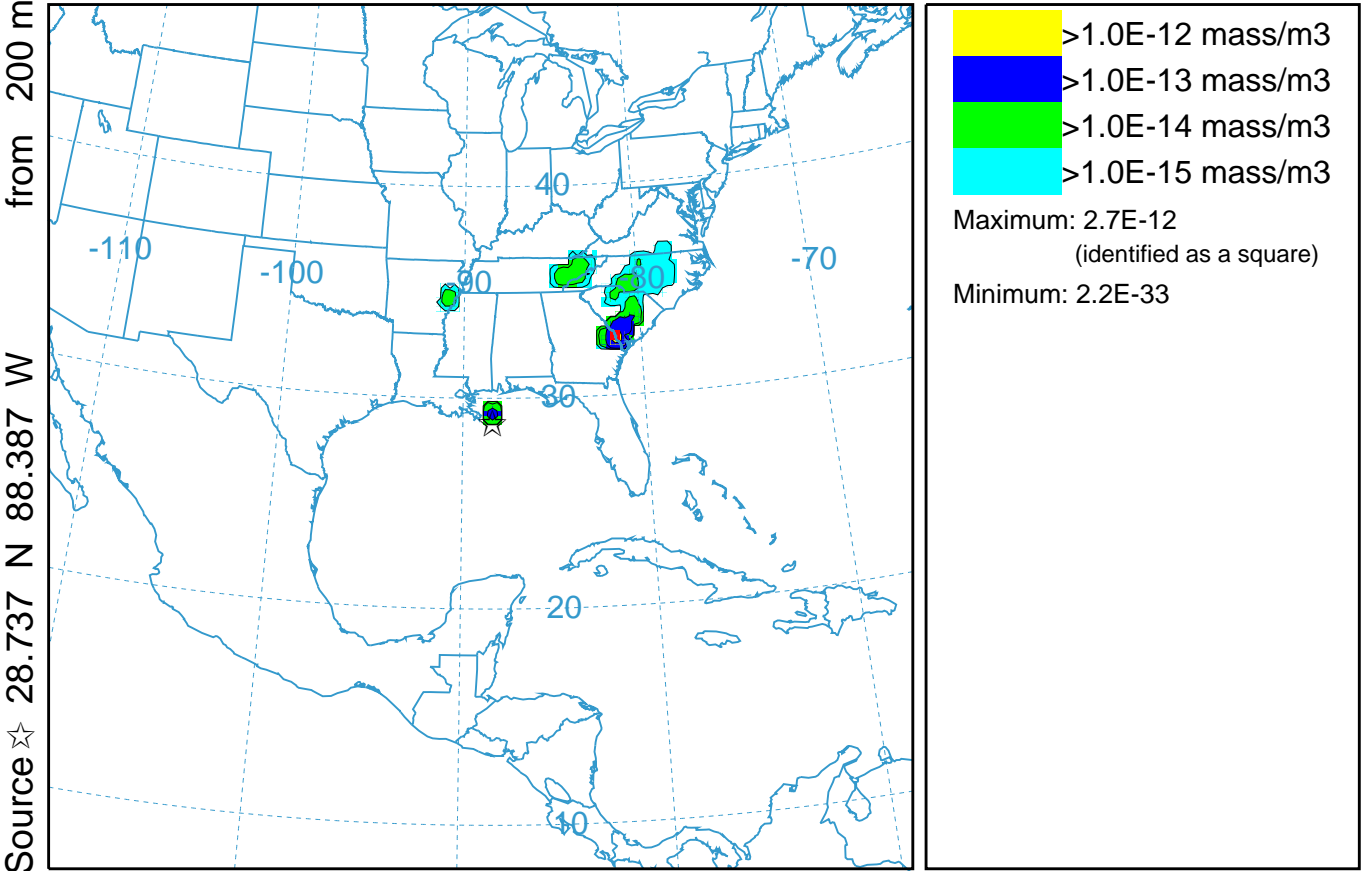 Source ☆ 28.737 N 88.387 W from 200 m
40
-110
-100
-90
-80
-70
30
20
10
>1.0E-12 mass/m3
>1.0E-13 mass/m3
>1.0E-14 mass/m3
>1.0E-15 mass/m3
Maximum: 2.7E-12
(identified as a square)
Minimum: 2.2E-33